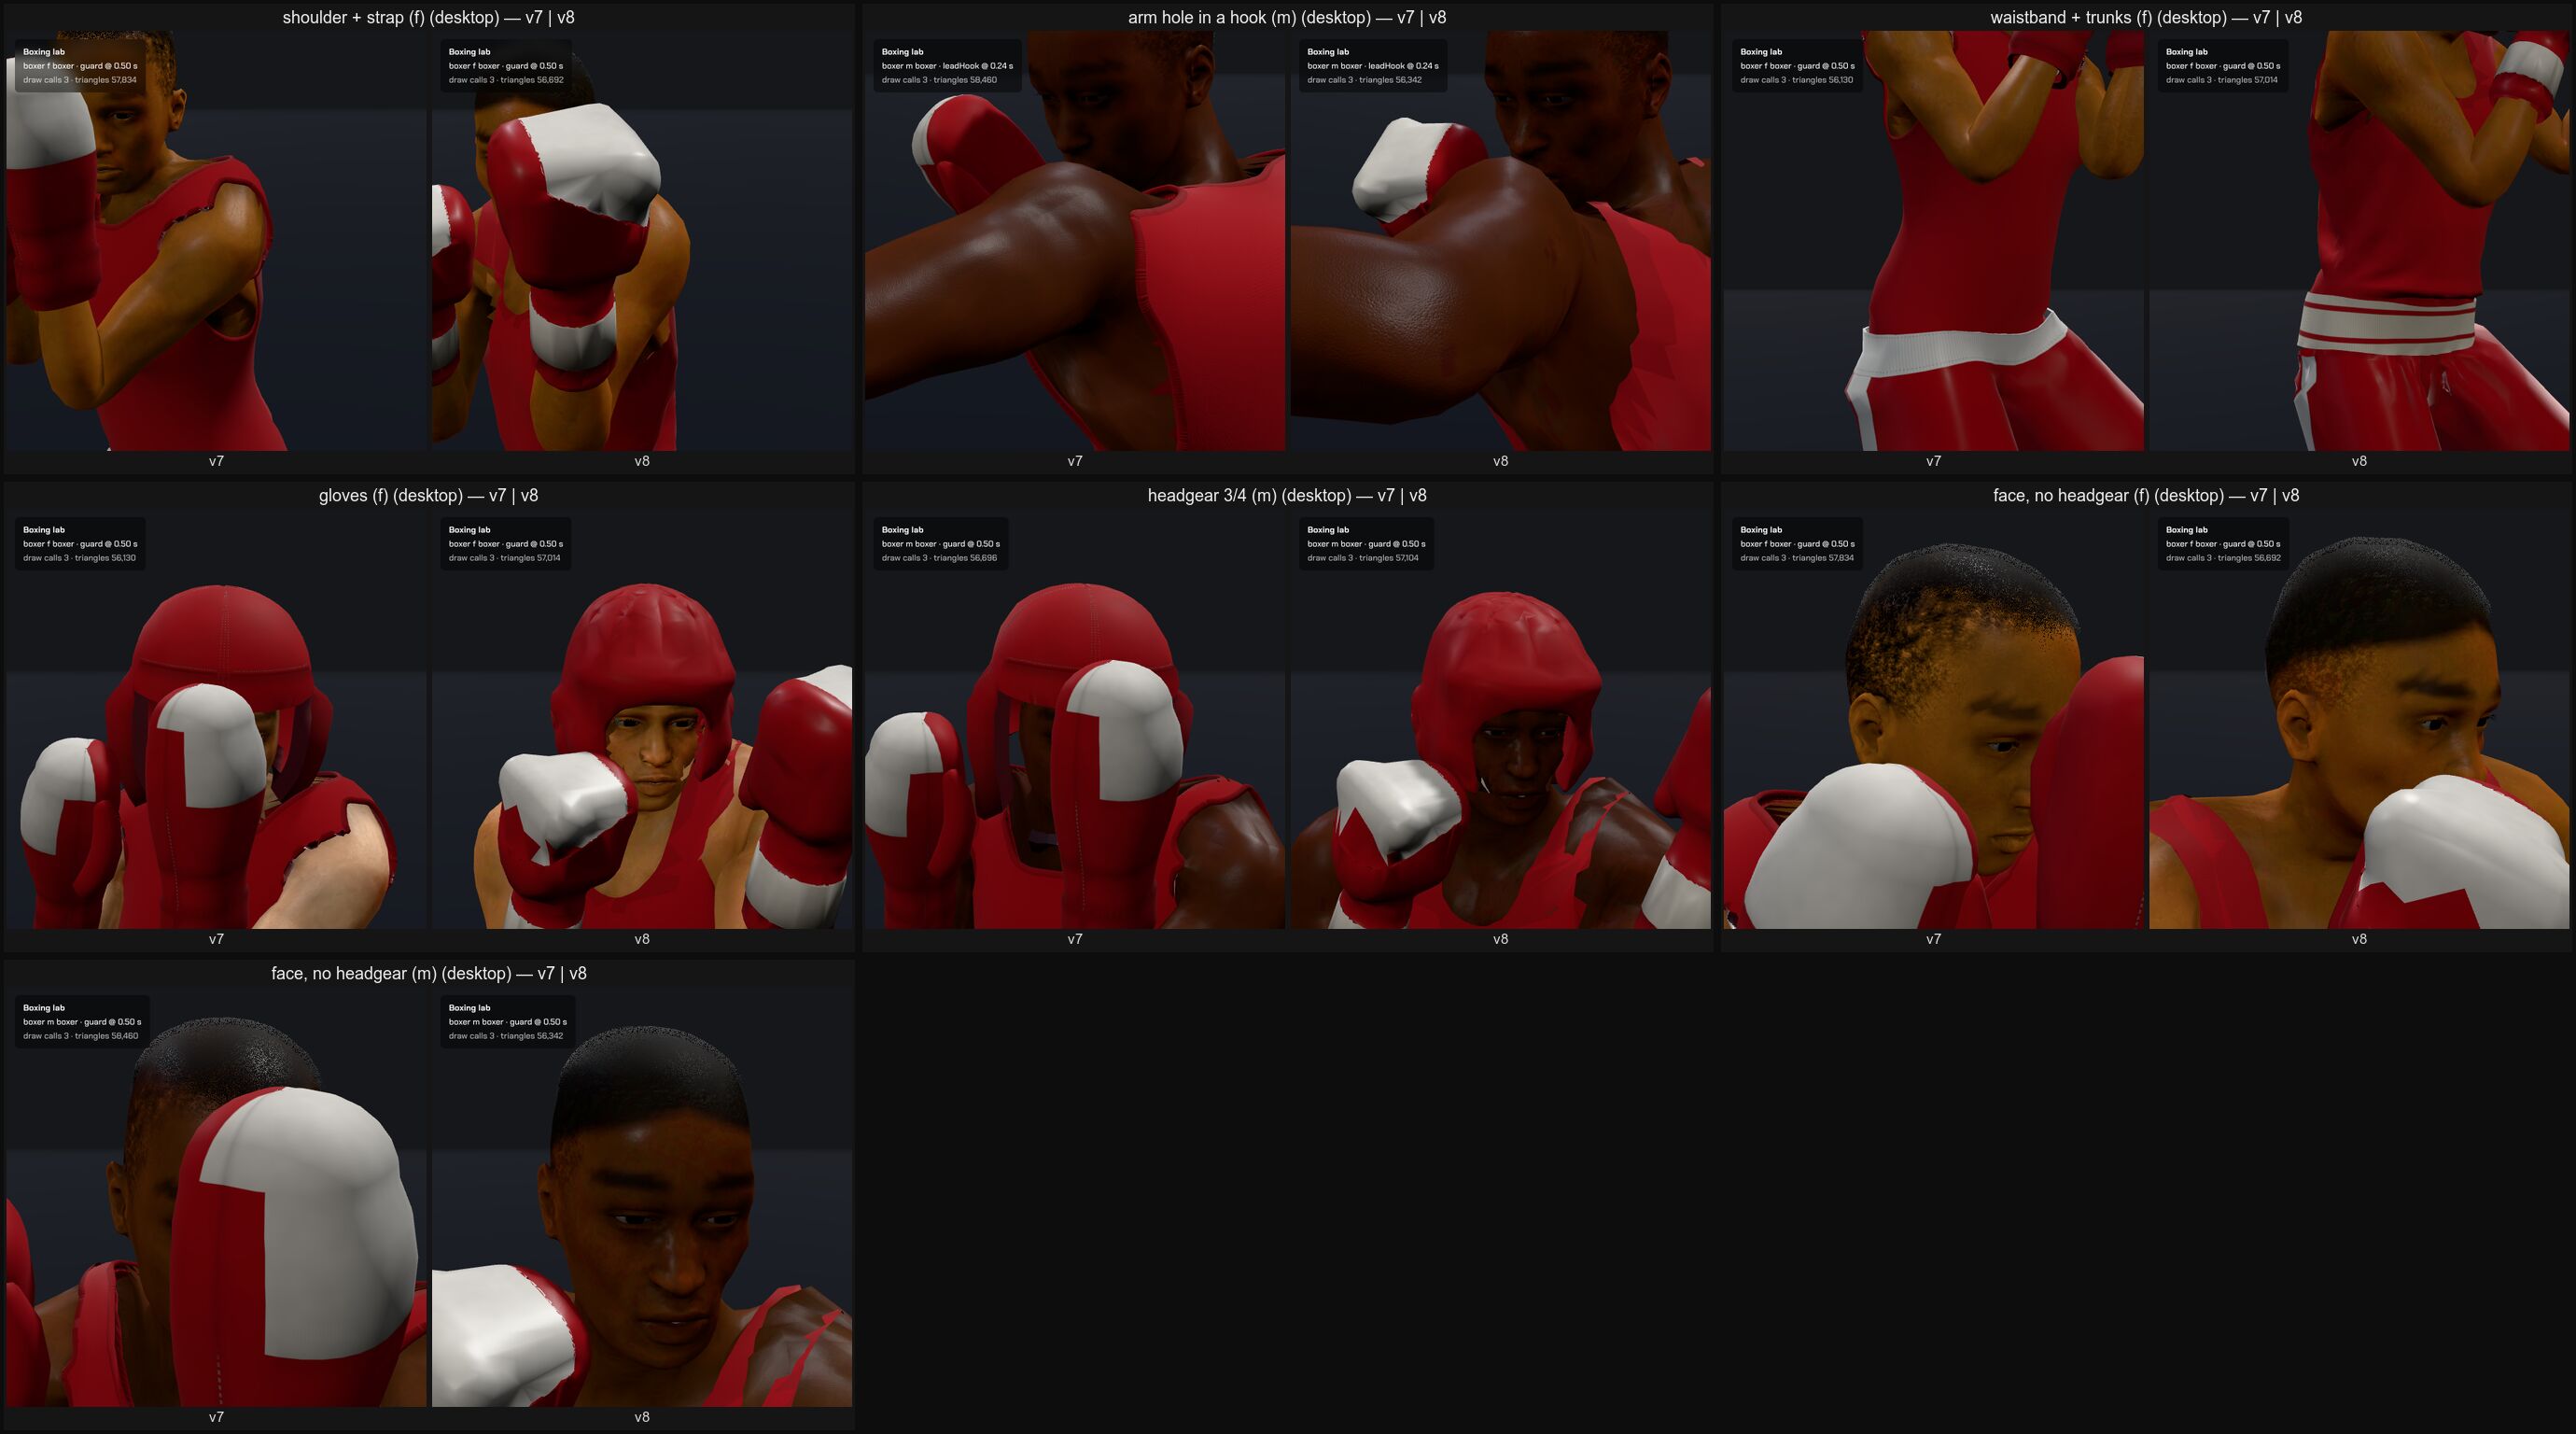 shoulder + strap (f) (desktop) — v7 | v8
Boxing lab
boxer f boxer · guard @ 0.50 s
draw calls 3 · triangles 57,834
v7
Boxing lab
boxer f boxer · guard @ 0.50 s
draw calls 3 · triangles 56,692
v8
arm hole in a hook (m) (desktop) — v7 | v8
Boxing lab
boxer m boxer · leadHook @ 0.24 s
draw calls 3 · triangles 58,460
v7
Boxing lab
boxer m boxer · leadHook @ 0.24 s
draw calls 3 · triangles 56,342
v8
waistband + trunks (f) (desktop) — v7 | v8
Boxing lab
boxer f boxer · guard @ 0.50 s
draw calls 3 · triangles 56,130
v7
Boxing lab
boxer f boxer · guard @ 0.50 s
draw calls 3 · triangles 57,014
v8
gloves (f) (desktop) — v7 | v8
Boxing lab
boxer f boxer · guard @ 0.50 s
draw calls 3 · triangles 56,130
v7
Boxing lab
boxer f boxer · guard @ 0.50 s
draw calls 3 · triangles 57,014
v8
headgear 3/4 (m) (desktop) — v7 | v8
Boxing lab
boxer m boxer · guard @ 0.50 s
draw calls 3 · triangles 56,696
v7
Boxing lab
boxer m boxer · guard @ 0.50 s
draw calls 3 · triangles 57,104
v8
face, no headgear (f) (desktop) — v7 | v8
Boxing lab
boxer f boxer · guard @ 0.50 s
draw calls 3 · triangles 57,834
v7
Boxing lab
boxer f boxer · guard @ 0.50 s
draw calls 3 · triangles 56,692
v8
face, no headgear (m) (desktop) — v7 | v8
Boxing lab
boxer m boxer · guard @ 0.50 s
draw calls 3 · triangles 58,460
v7
Boxing lab
boxer m boxer · guard @ 0.50 s
draw calls 3 · triangles 56,342
v8